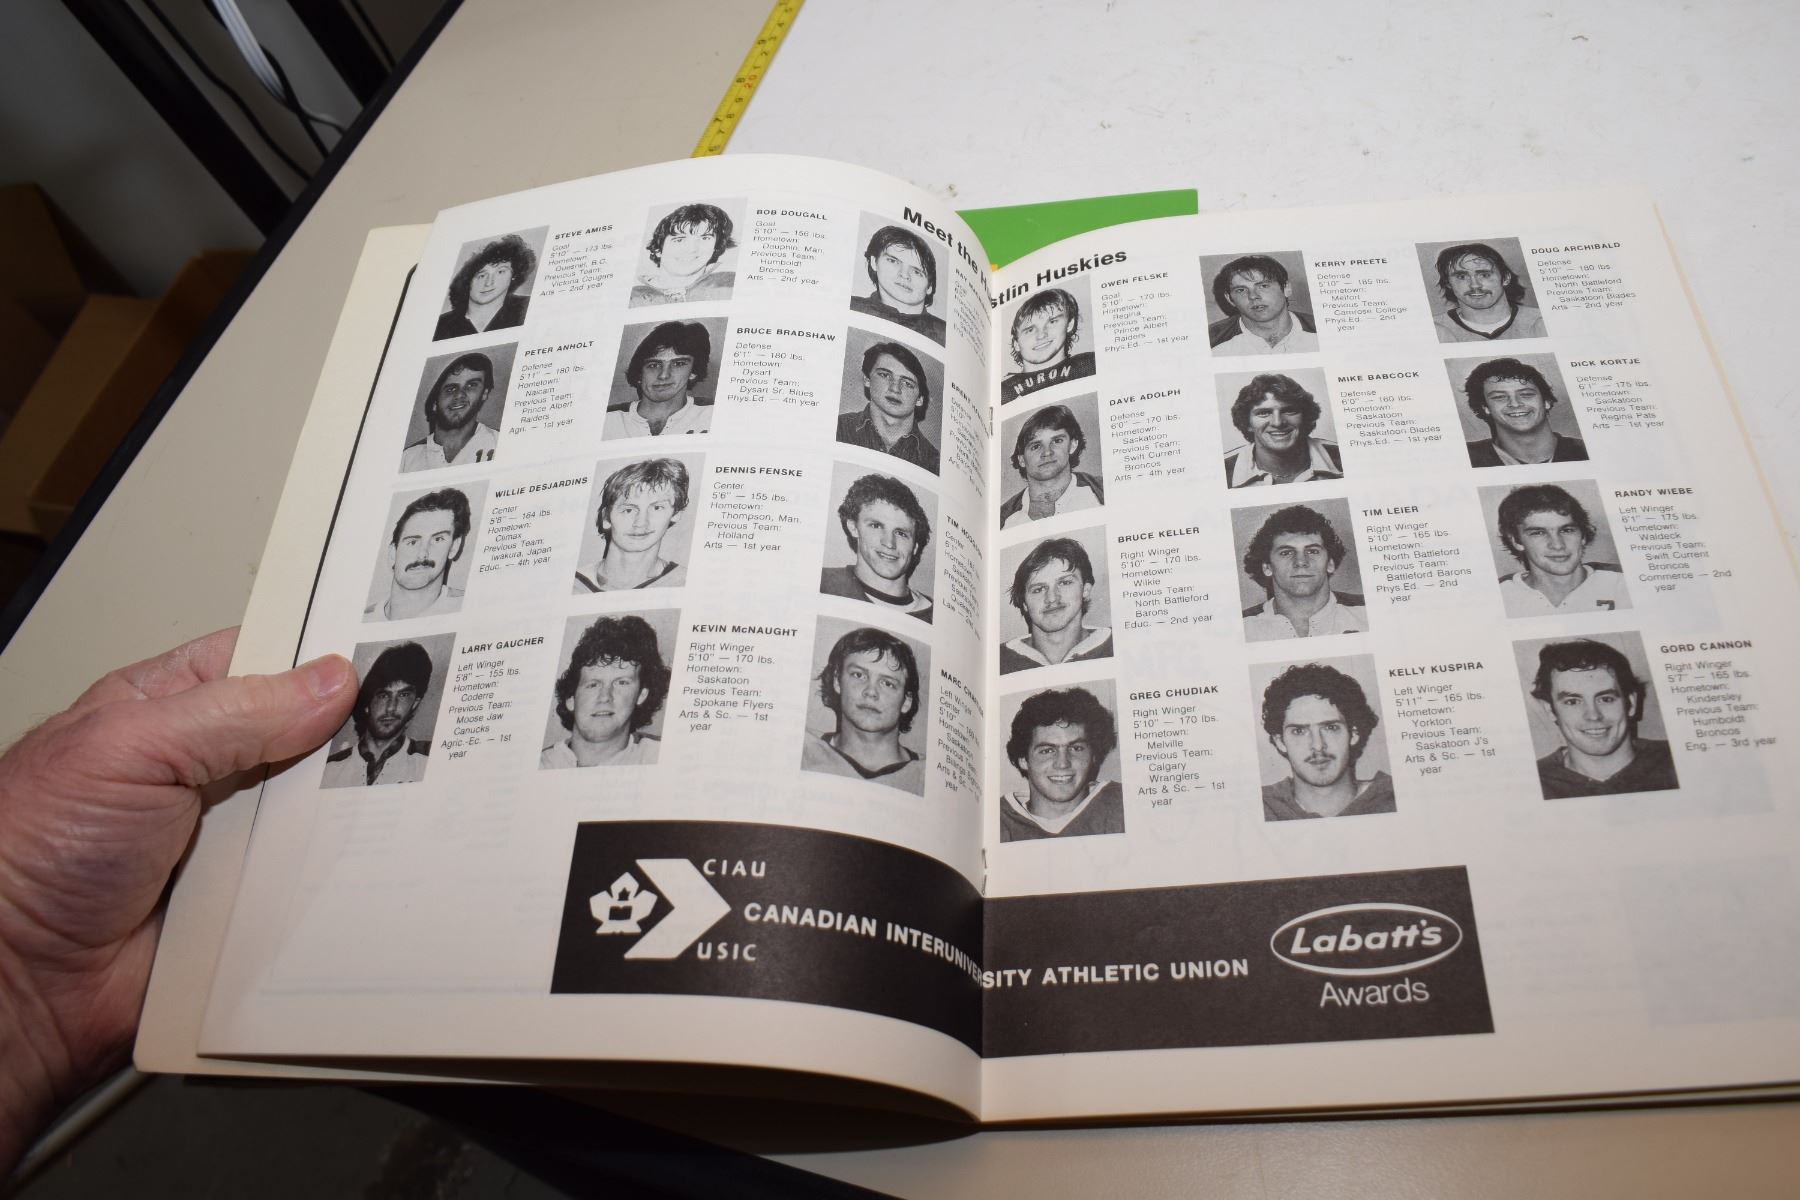 Meet the H
stlin Huskies
STEVE AMISS
Goal
5'10" — 173 lbs.
Hometown:
Quesnel, B.C.
Previous Team:
Victoria Cougars
Arts — 2nd year
BOB DOUGALL
Goal
5'10" — 156 lbs.
Hometown:
Dauphin, Man.
Previous Team:
Humboldt
Broncos
Arts — 2nd year
PETER ANHOLT
Defense
5'11" — 180 lbs.
Hometown:
Naicam
Previous Team:
Prince Albert
Raiders
Agri. — 1st year
BRUCE BRADSHAW
Defense
6'1" — 180 lbs.
Hometown:
Dysart
Previous Team:
Dysart Sr. Blues
Phys.Ed. — 4th year
WILLIE DESJARDINS
Center
5'8" — 164 lbs.
Hometown:
Climax
Previous Team:
Iwakura, Japan
Educ. — 4th year
DENNIS FENSKE
Center
5'6" — 155 lbs.
Hometown:
Thompson, Man.
Previous Team:
Holland
Arts — 1st year
LARRY GAUCHER
Left Winger
5'8" — 155 lbs.
Hometown:
Coderre
Previous Team:
Moose Jaw
Canucks
Agric.-Ec. — 1st
year
KEVIN McNAUGHT
Right Winger
5'10" — 170 lbs.
Hometown:
Saskatoon
Previous Team:
Spokane Flyers
Arts & Sc. — 1st
year
OWEN FELSKE
Goal
5'10" — 170 lbs.
Hometown:
Regina
Previous Team:
Prince Albert
Raiders
Phys.Ed. — 1st year
HURON
KERRY PREETE
Defense
5'10" — 185 lbs.
Hometown:
Melfort
Previous Team:
Camrose College
Phys.Ed. — 2nd
year
DOUG ARCHIBALD
Defense
5'10" — 180 lbs.
Hometown:
North Battleford
Previous Team:
Saskatoon Blades
Arts — 2nd year
DAVE ADOLPH
Defense
6'0" — 170 lbs.
Hometown:
Saskatoon
Previous Team:
Swift Current
Broncos
Arts — 4th year
MIKE BABCOCK
Defense
6'0" — 160 lbs.
Hometown:
Saskatoon
Previous Team:
Saskatoon Blades
Phys.Ed. — 1st year
DICK KORTJE
Defense
6'1" — 175 lbs.
Hometown:
Saskatoon
Previous Team:
Regina Pats
Arts — 1st year
BRUCE KELLER
Right Winger
5'10" — 170 lbs.
Hometown:
Wilkie
Previous Team:
North Battleford
Barons
Educ. — 2nd year
TIM LEIER
Right Winger
5'10" — 165 lbs.
Hometown:
North Battleford
Previous Team:
Battleford Barons
Phys.Ed. — 2nd
year
RANDY WIEBE
Left Winger
6'1" — 175 lbs.
Hometown:
Waldeck
Previous Team:
Swift Current
Broncos
Commerce — 2nd
year
GREG CHUDIAK
Right Winger
5'10" — 170 lbs.
Hometown:
Melville
Previous Team:
Calgary
Wranglers
Arts & Sc. — 1st
year
KELLY KUSPIRA
Left Winger
5'11" — 165 lbs.
Hometown:
Yorkton
Previous Team:
Saskatoon J's
Arts & Sc. — 1st
year
GORD CANNON
Right Winger
5'7" — 165 lbs.
Hometown:
Kindersley
Previous Team:
Humboldt
Broncos
Eng. — 3rd year
CIAU
CANADIAN INTERUNIVERSITY ATHLETIC UNION
USIC
Labatt's
Awards